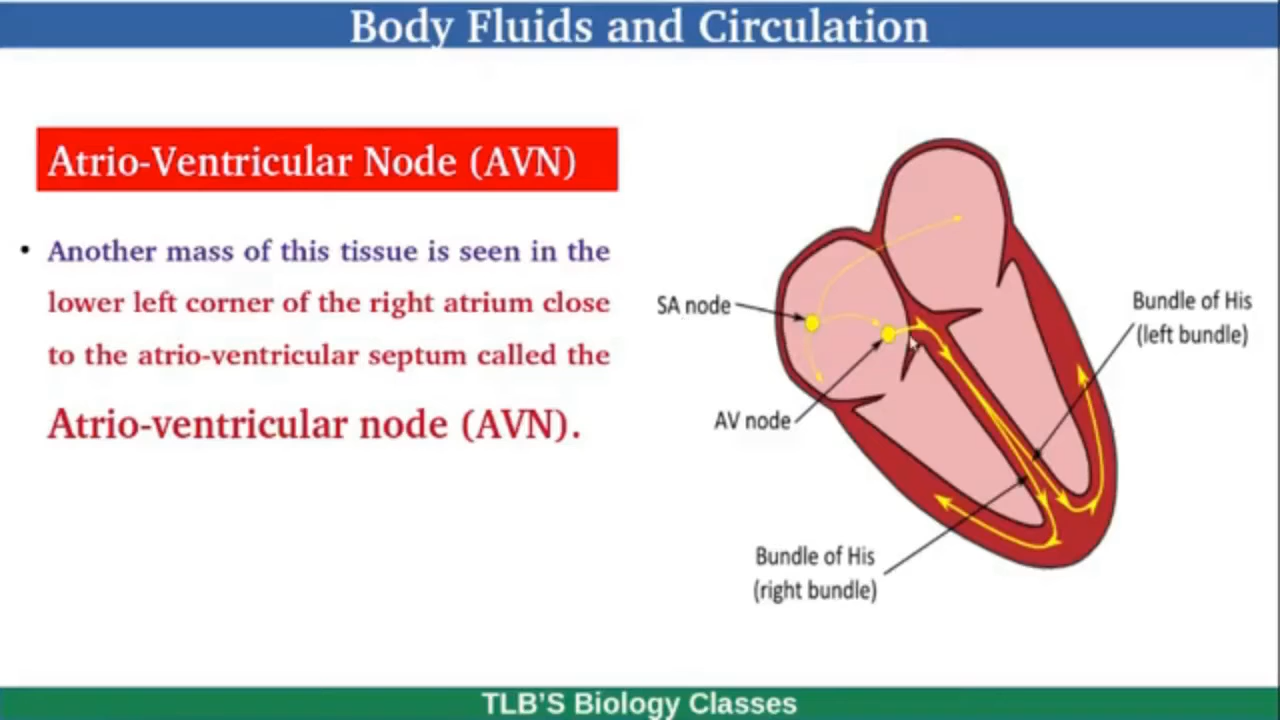 Body Fluids and Circulation
Atrio-Ventricular Node (AVN)
• Another mass of this tissue is seen in the
lower left corner of the right atrium close
to the atrio-ventricular septum called the
Atrio-ventricular node (AVN).
SA node
AV node
Bundle of His
(left bundle)
Bundle of His
(right bundle)
TLB'S Biology Classes